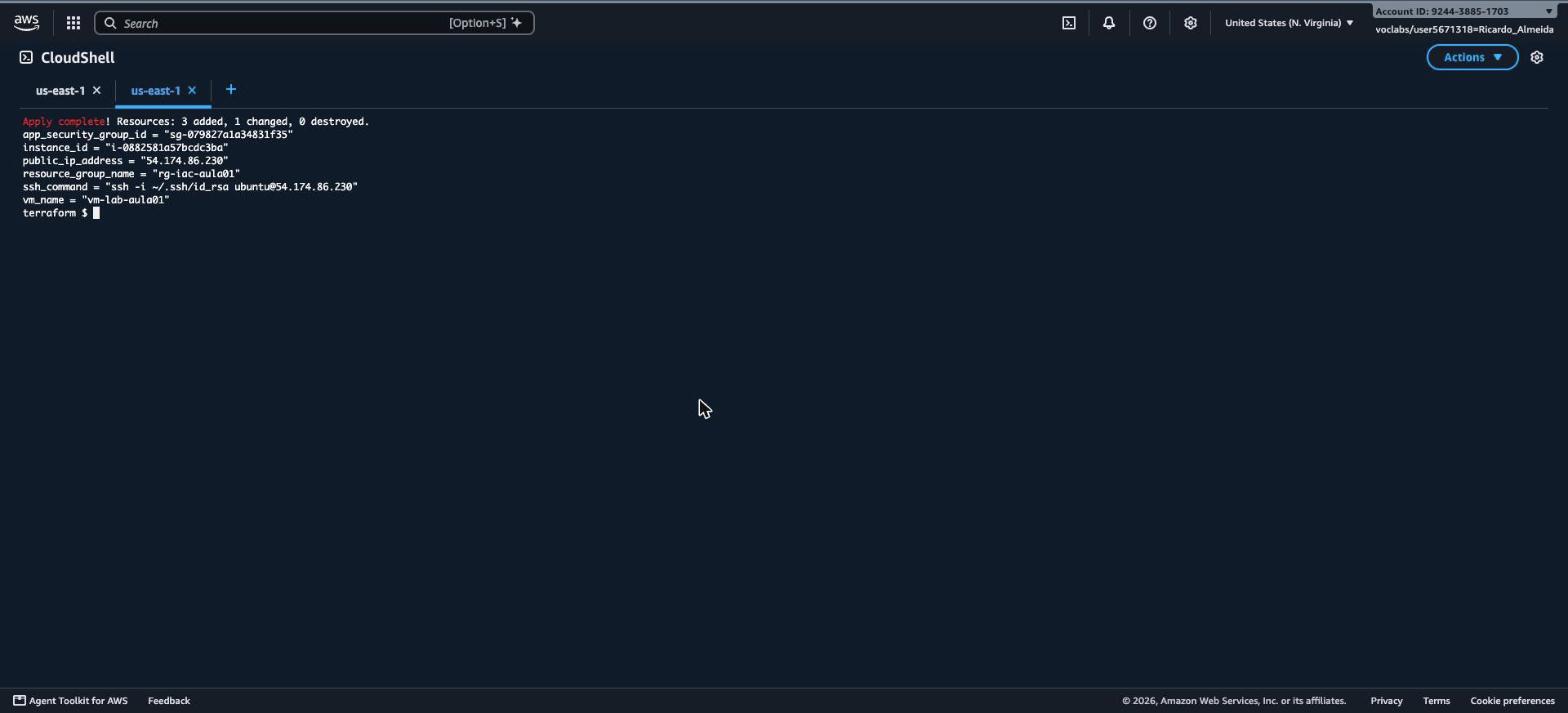 aws
Search [Option+S]
United States (N. Virginia)
Account ID: 9244-3885-1703
voclabs/user5671318=Ricardo_Almeida
CloudShell
Actions
us-east-1
us-east-1
Apply complete! Resources: 3 added, 1 changed, 0 destroyed.
app_security_group_id = "sg-079827a1a34831f35"
instance_id = "i-0882581a57bcdc3ba"
public_ip_address = "54.174.86.230"
resource_group_name = "rg-iac-aula01"
ssh_command = "ssh -i ~/.ssh/id_rsa ubuntu@54.174.86.230"
vm_name = "vm-lab-aula01"
terraform $
Agent Toolkit for AWS Feedback © 2026, Amazon Web Services, Inc. or its affiliates. Privacy Terms Cookie preferences